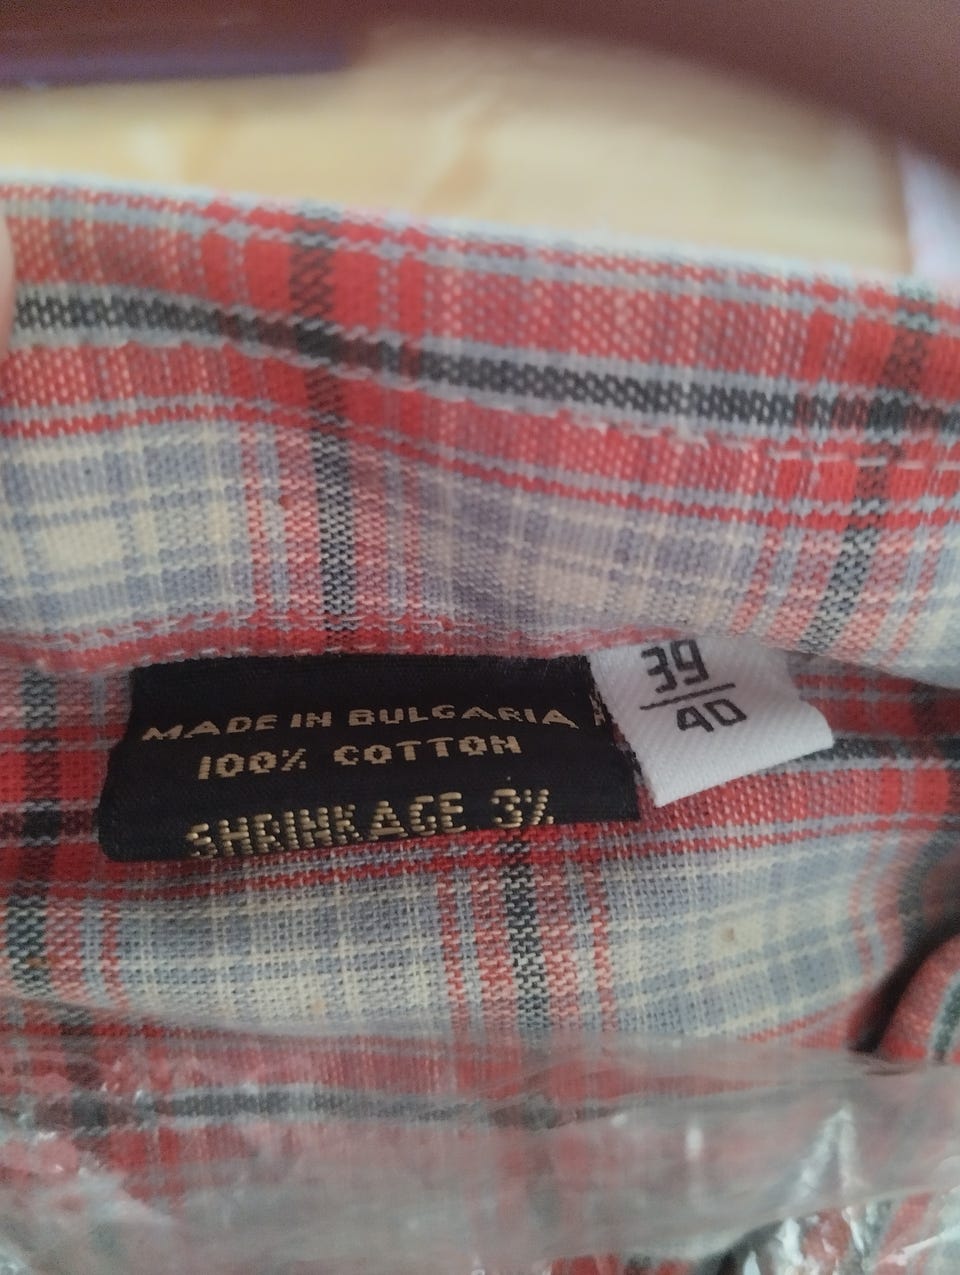 MADE IN BULGARIA
100% COTTON
SHRINKAGE 3%
39
40